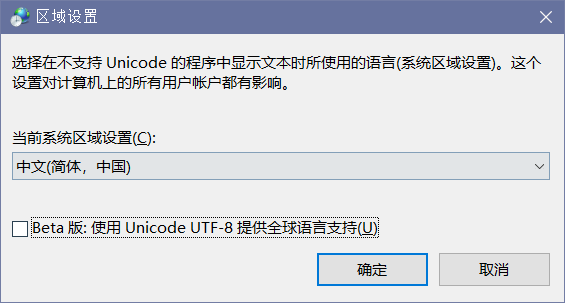 区域设置
选择在不支持 Unicode 的程序中显示文本时所使用的语言(系统区域设置)。这个
设置对计算机上的所有用户帐户都有影响。
当前系统区域设置(C):
中文(简体，中国)
Beta 版: 使用 Unicode UTF-8 提供全球语言支持(U)
确定
取消